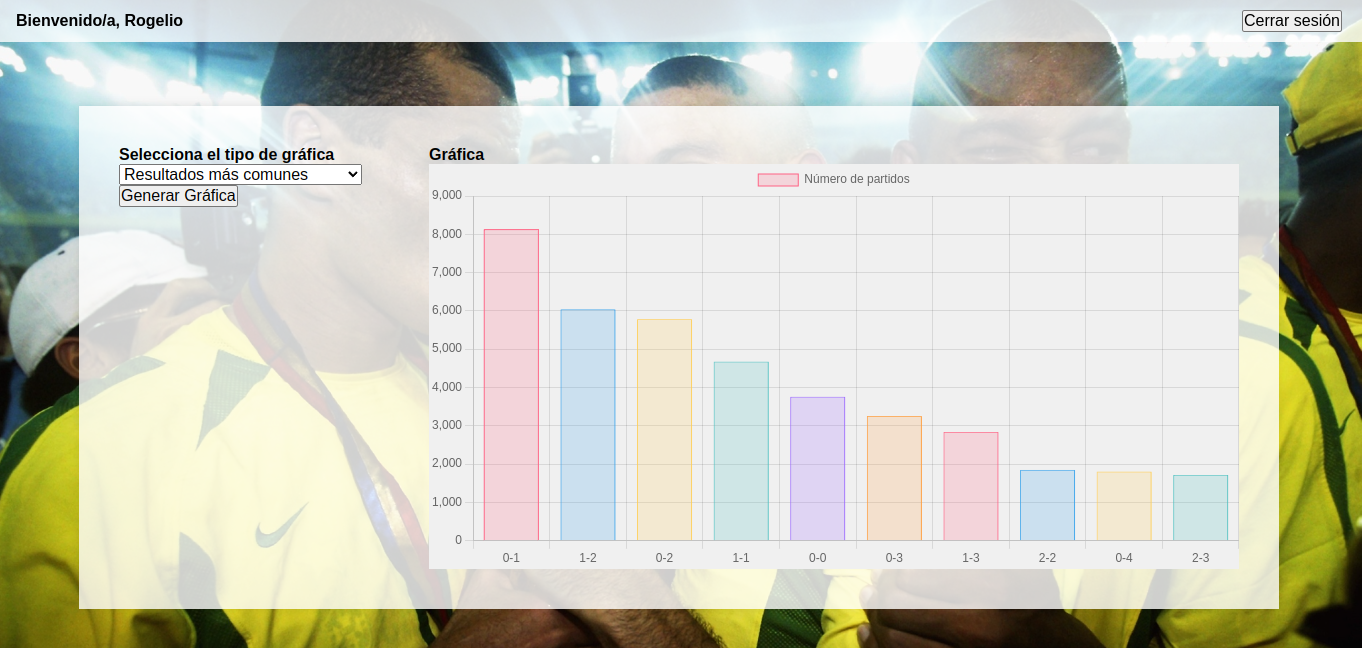 Bienvenido/a, Rogelio
Cerrar sesión
Selecciona el tipo de gráfica
Resultados más comunes
Generar Gráfica
Gráfica
Número de partidos
9,000
8,000
7,000
6,000
5,000
4,000
3,000
2,000
1,000
0
0-1 1-2 0-2 1-1 0-0 0-3 1-3 2-2 0-4 2-3